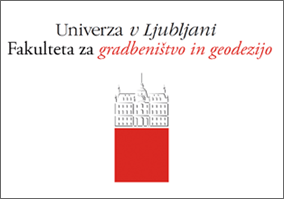 Univerza v Ljubljani
Fakulteta za gradbeništvo in geodezijo